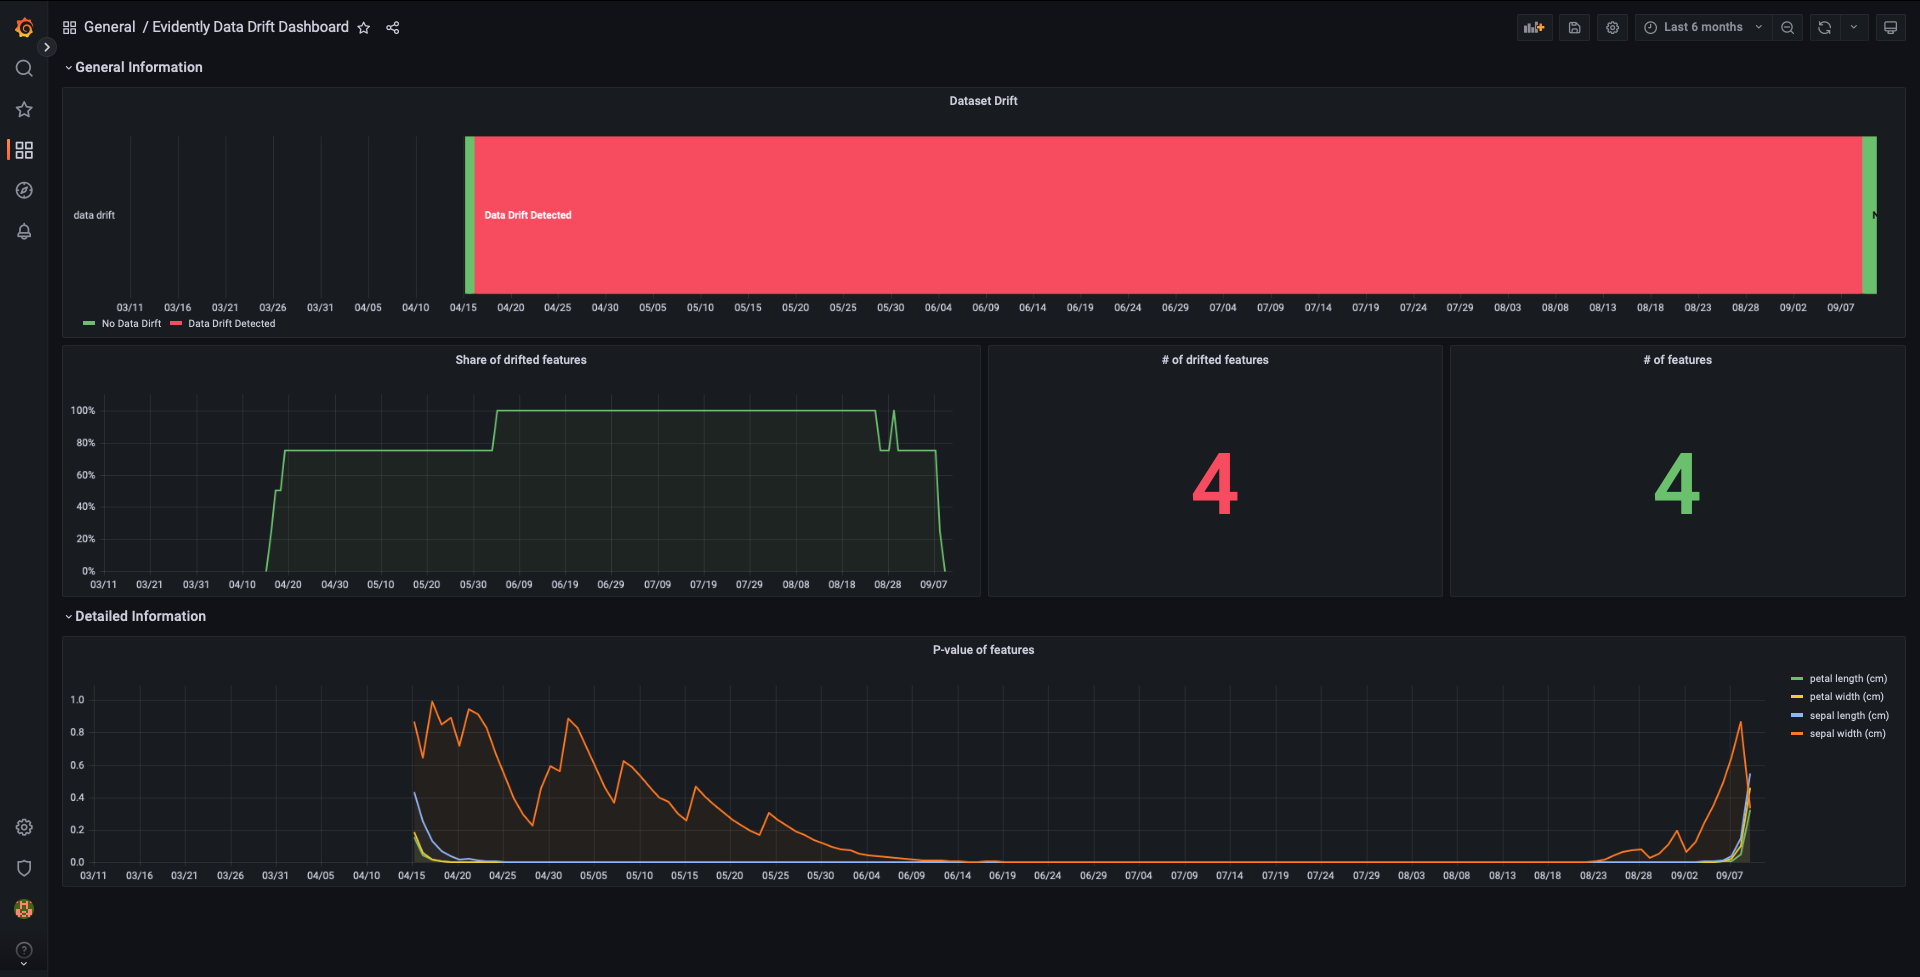 General / Evidently Data Drift Dashboard
Last 6 months
General Information
Dataset Drift
data drift
Data Drift Detected
N
03/11 03/16 03/21 03/26 03/31 04/05 04/10 04/15 04/20 04/25 04/30 05/05 05/10 05/15 05/20 05/25 05/30 06/04 06/09 06/14 06/19 06/24 06/29 07/04 07/09 07/14 07/19 07/24 07/29 08/03 08/08 08/13 08/18 08/23 08/28 09/02 09/07
No Data Dirft Data Drift Detected
Share of drifted features
100%
80%
60%
40%
20%
0%
03/11 03/21 03/31 04/10 04/20 04/30 05/10 05/20 05/30 06/09 06/19 06/29 07/09 07/19 07/29 08/08 08/18 08/28 09/07
# of drifted features
4
# of features
4
Detailed Information
P-value of features
1.0
0.8
0.6
0.4
0.2
0.0
03/11 03/16 03/21 03/26 03/31 04/05 04/10 04/15 04/20 04/25 04/30 05/05 05/10 05/15 05/20 05/25 05/30 06/04 06/09 06/14 06/19 06/24 06/29 07/04 07/09 07/14 07/19 07/24 07/29 08/03 08/08 08/13 08/18 08/23 08/28 09/02 09/07
petal length (cm)
petal width (cm)
sepal length (cm)
sepal width (cm)